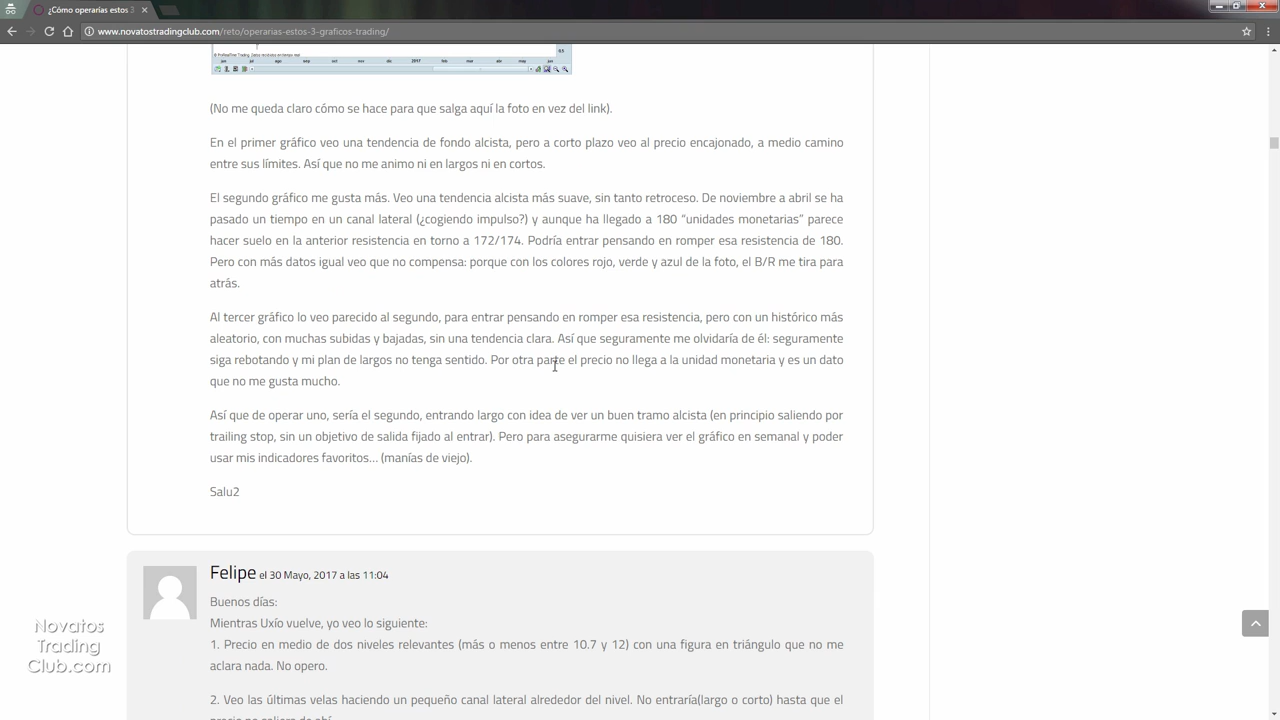 ¿Cómo operarías estos 3
www.novatostradingclub.com/reto/operarias-estos-3-graficos-trading/
0.5
jun jul ago sep oct nov dic 2017 feb mar abr may jun
(No me queda claro cómo se hace para que salga aquí la foto en vez del link).
En el primer gráfico veo una tendencia de fondo alcista, pero a corto plazo veo al precio encajonado, a medio camino
entre sus límites. Así que no me animo ni en largos ni en cortos.
El segundo gráfico me gusta más. Veo una tendencia alcista más suave, sin tanto retroceso. De noviembre a abril se ha
pasado un tiempo en un canal lateral (¿cogiendo impulso?) y aunque ha llegado a 180 “unidades monetarias” parece
hacer suelo en la anterior resistencia en torno a 172/174. Podría entrar pensando en romper esa resistencia de 180.
Pero con más datos igual veo que no compensa: porque con los colores rojo, verde y azul de la foto, el B/R me tira para
atrás.
Al tercer gráfico lo veo parecido al segundo, para entrar pensando en romper esa resistencia, pero con un histórico más
aleatorio, con muchas subidas y bajadas, sin una tendencia clara. Así que seguramente me olvidaría de él: seguramente
siga rebotando y mi plan de largos no tenga sentido. Por otra parte el precio no llega a la unidad monetaria y es un dato
que no me gusta mucho.
Así que de operar uno, sería el segundo, entrando largo con idea de ver un buen tramo alcista (en principio saliendo por
trailing stop, sin un objetivo de salida fijado al entrar). Pero para asegurarme quisiera ver el gráfico en semanal y poder
usar mis indicadores favoritos… (manías de viejo).
Salu2
Felipe el 30 Mayo, 2017 a las 11:04
Buenos días:
Mientras Uxío vuelve, yo veo lo siguiente:
1. Precio en medio de dos niveles relevantes (más o menos entre 10.7 y 12) con una figura en triángulo que no me
aclara nada. No opero.
2. Veo las últimas velas haciendo un pequeño canal lateral alrededor del nivel. No entraría(largo o corto) hasta que el
Novatos
Trading
Club.com